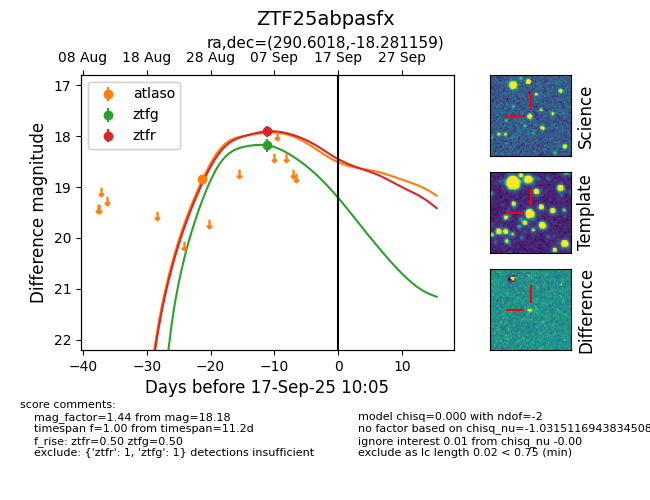 ZTF25abpasfx
ra,dec=(290.6018,-18.281159)
08 Aug 18 Aug 28 Aug 07 Sep 17 Sep 27 Sep
atlaso
ztfg
ztfr
17
18
19
20
21
22
Difference magnitude
−40 −30 −20 −10 0 10
Days before 17-Sep-25 10:05
Science
Template
Difference
score comments:
mag_factor=1.44 from mag=18.18
timespan f=1.00 from timespan=11.2d
f_rise: ztfr=0.50 ztfg=0.50
exclude: {'ztfr': 1, 'ztfg': 1} detections insufficient
model chisq=0.000 with ndof=-2
no factor based on chisq_nu=-1.0315116943834508
ignore interest 0.01 from chisq_nu -0.00
exclude as lc length 0.02 < 0.75 (min)